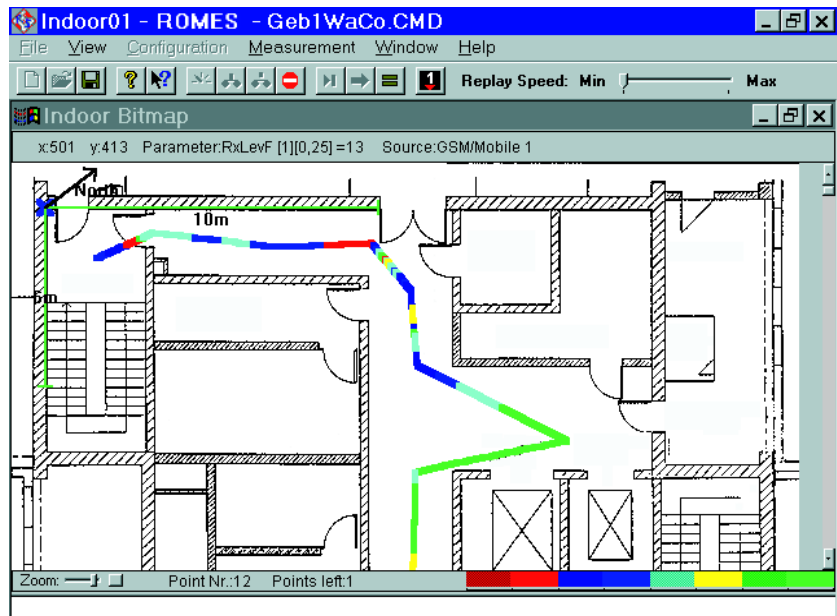 Indoor01 - ROMES - Geb1WaCo.CMD
File View Configuration Measurement Window Help
Replay Speed: Min Max
1
Indoor Bitmap
x:501 y:413 Parameter:RxLevF [1][0,25] =13 Source:GSM/Mobile 1
North
10m
Zoom: Point Nr.:12 Points left:1